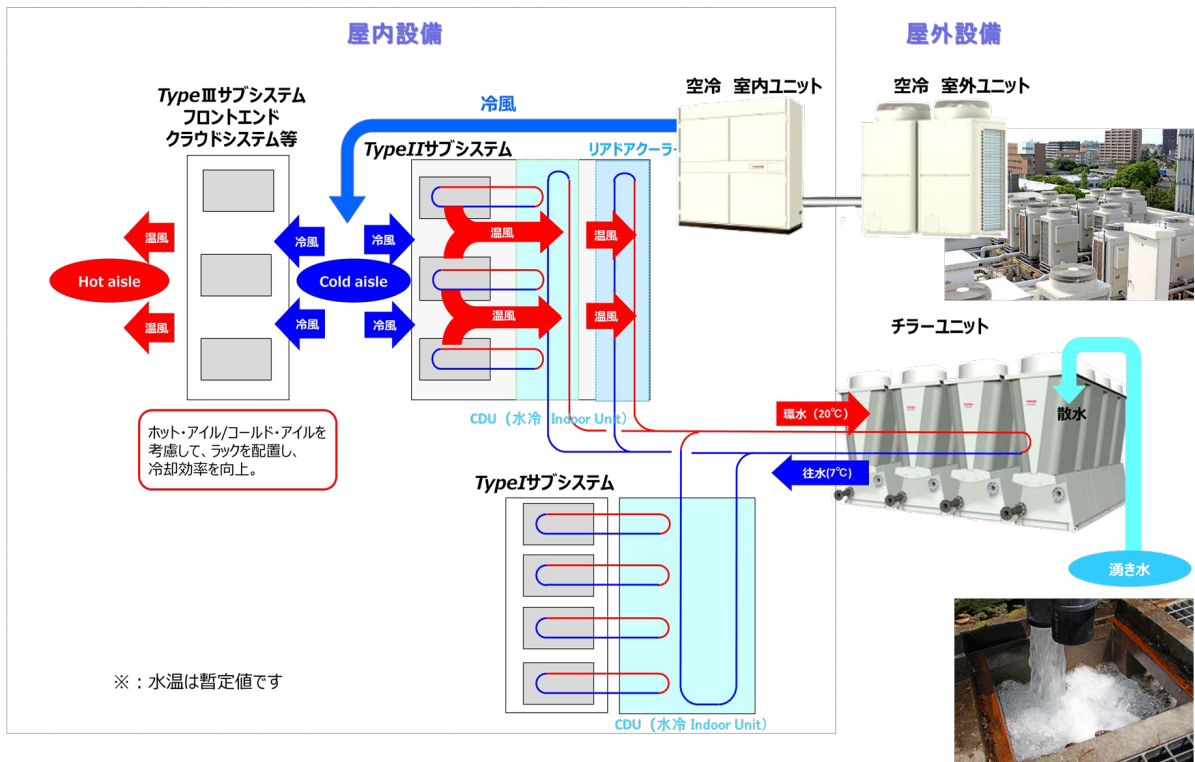 屋内設備
屋外設備
空冷 室内ユニット
空冷 室外ユニット
TypeⅢサブシステム
フロントエンド
クラウドシステム等
冷風
TypeIIサブシステム
リアドアクーラー
温風
冷風
冷風
温風
温風
Hot aisle
Cold aisle
温風
冷風
冷風
温風
温風
チラーユニット
散水
CDU（水冷 Indoor Unit）
環水（20℃）
往水(7℃)
ホット・アイル/コールド・アイルを
考慮して、ラックを配置し、
冷却効率を向上。
TypeIサブシステム
湧き水
※：水温は暫定値です
CDU（水冷 Indoor Unit）